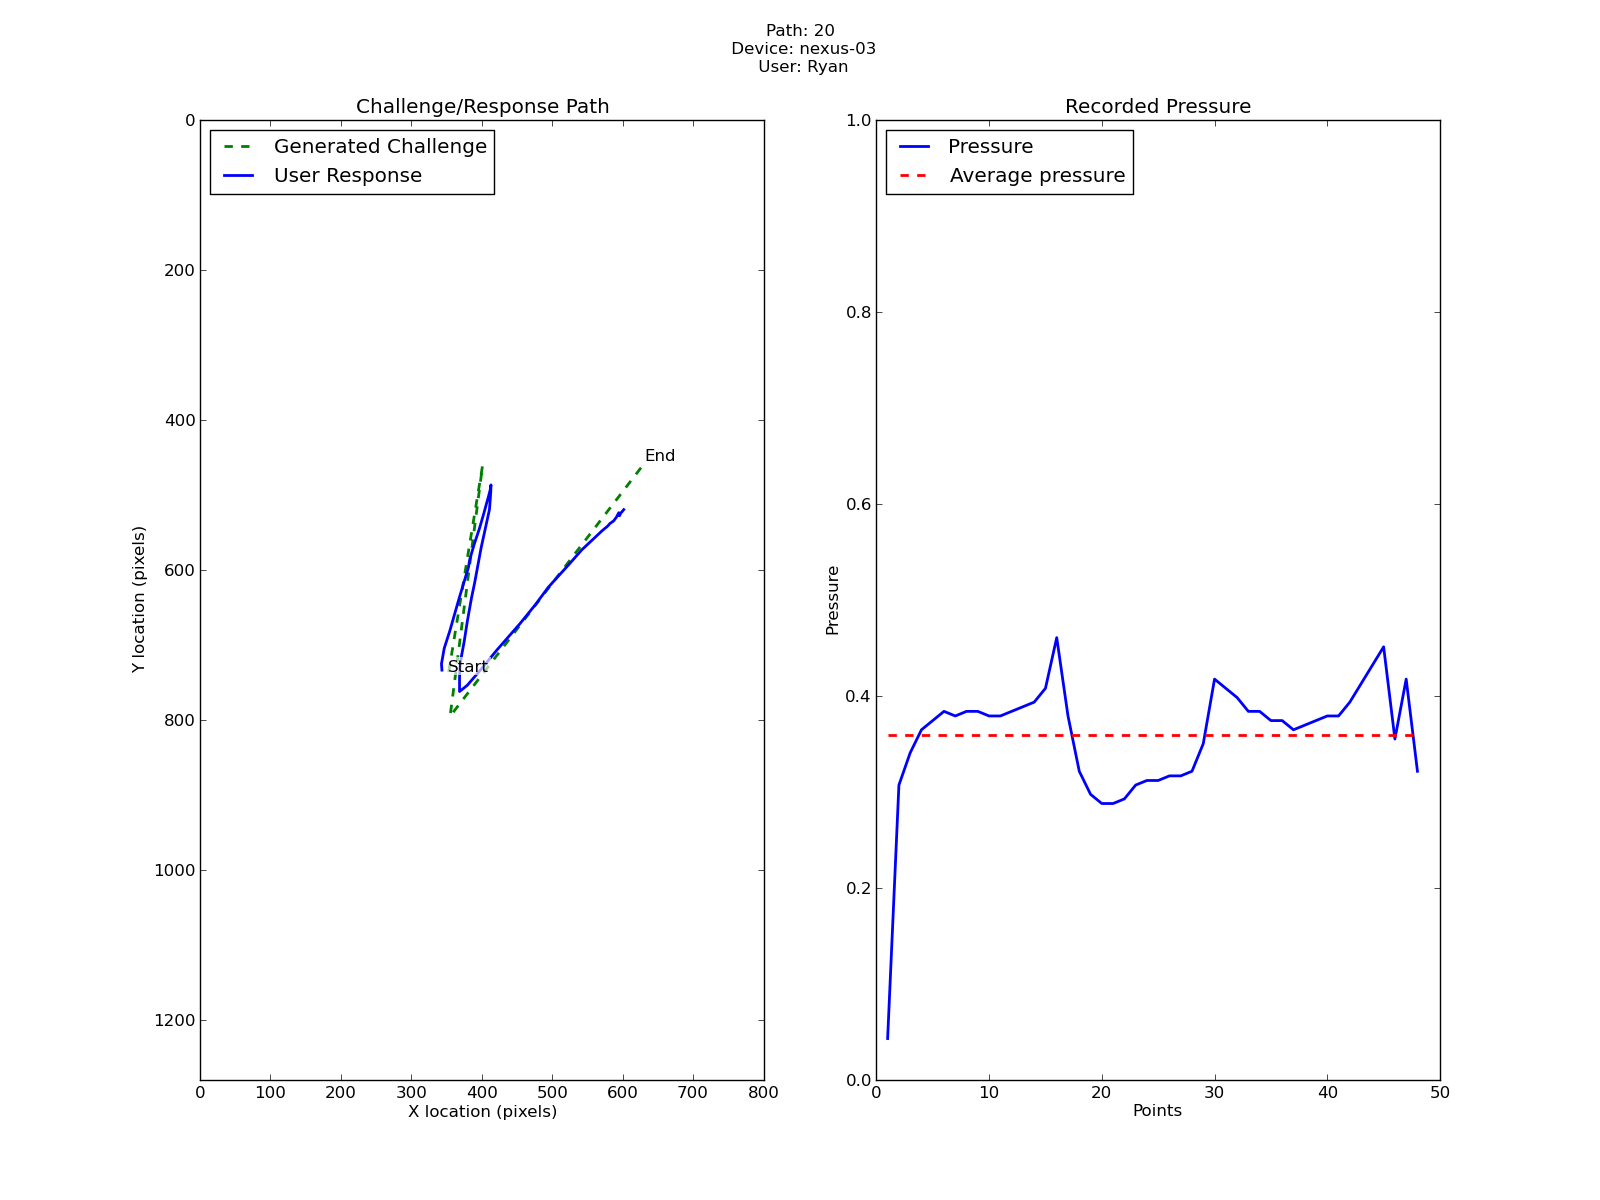 Path: 20
Device: nexus-03
User: Ryan
Challenge/Response Path
Generated Challenge
User Response
0
200
400
600
800
1000
1200
Y location (pixels)
Start
End
0 100 200 300 400 500 600 700 800
X location (pixels)
Recorded Pressure
Pressure
Average pressure
1.0
0.8
0.6
0.4
0.2
0.0
Pressure
0 10 20 30 40 50
Points